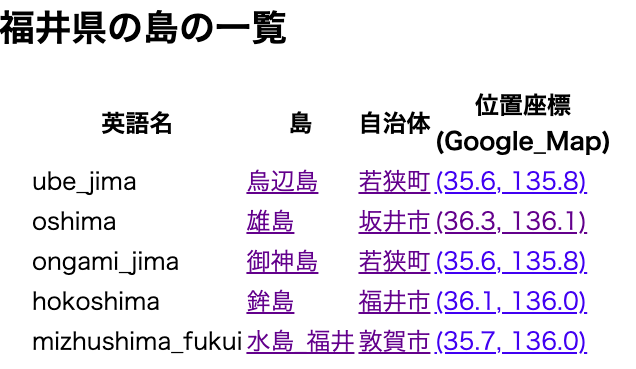 福井県の島の一覧
位置座標
英語名 島 自治体 (Google_Map)
ube_jima 烏辺島 若狭町 (35.6, 135.8)
oshima 雄島 坂井市 (36.3, 136.1)
ongami_jima 御神島 若狭町 (35.6, 135.8)
hokoshima 鉾島 福井市 (36.1, 136.0)
mizhushima_fukui 水島_福井 敦賀市 (35.7, 136.0)